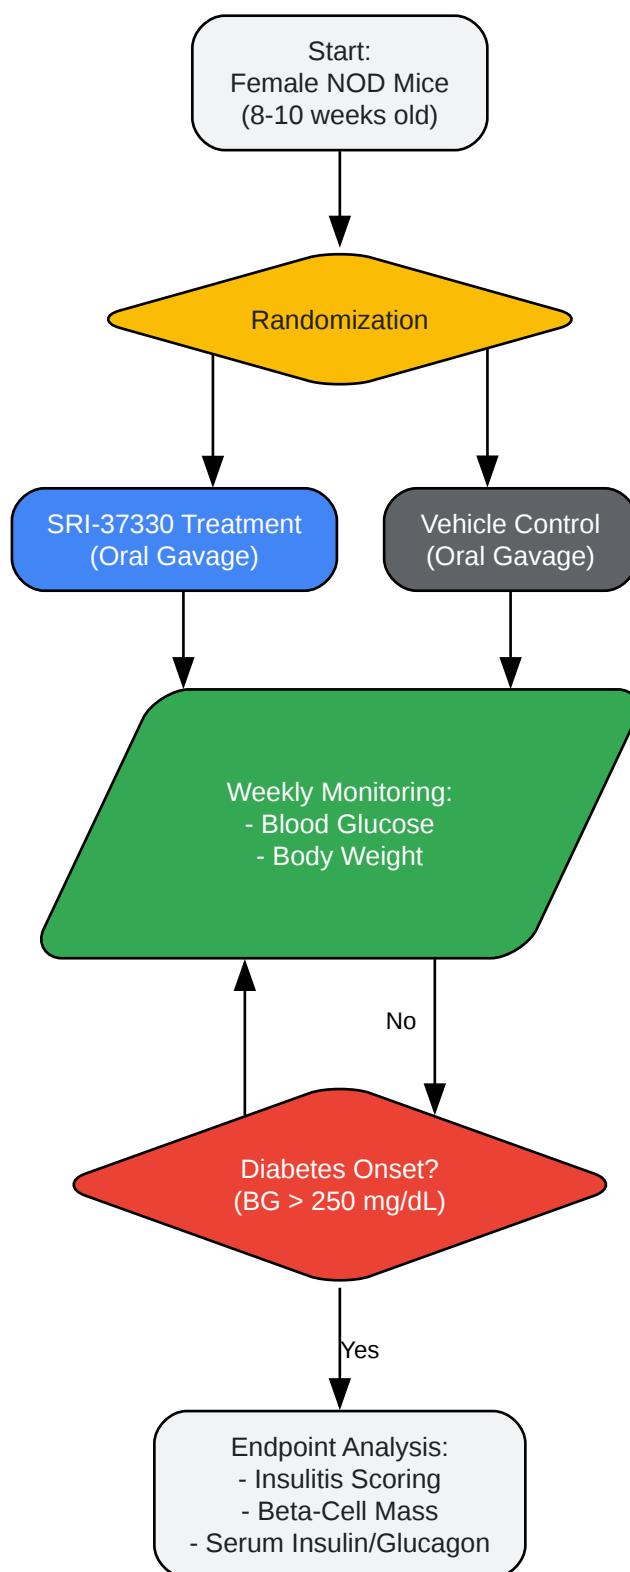 Start:
Female NOD Mice
(8-10 weeks old)
Randomization
SRI-37330 Treatment
(Oral Gavage)
Vehicle Control
(Oral Gavage)
Weekly Monitoring:
- Blood Glucose
- Body Weight
No
Diabetes Onset?
(BG > 250 mg/dL)
Yes
Endpoint Analysis:
- Insulitis Scoring
- Beta-Cell Mass
- Serum Insulin/Glucagon